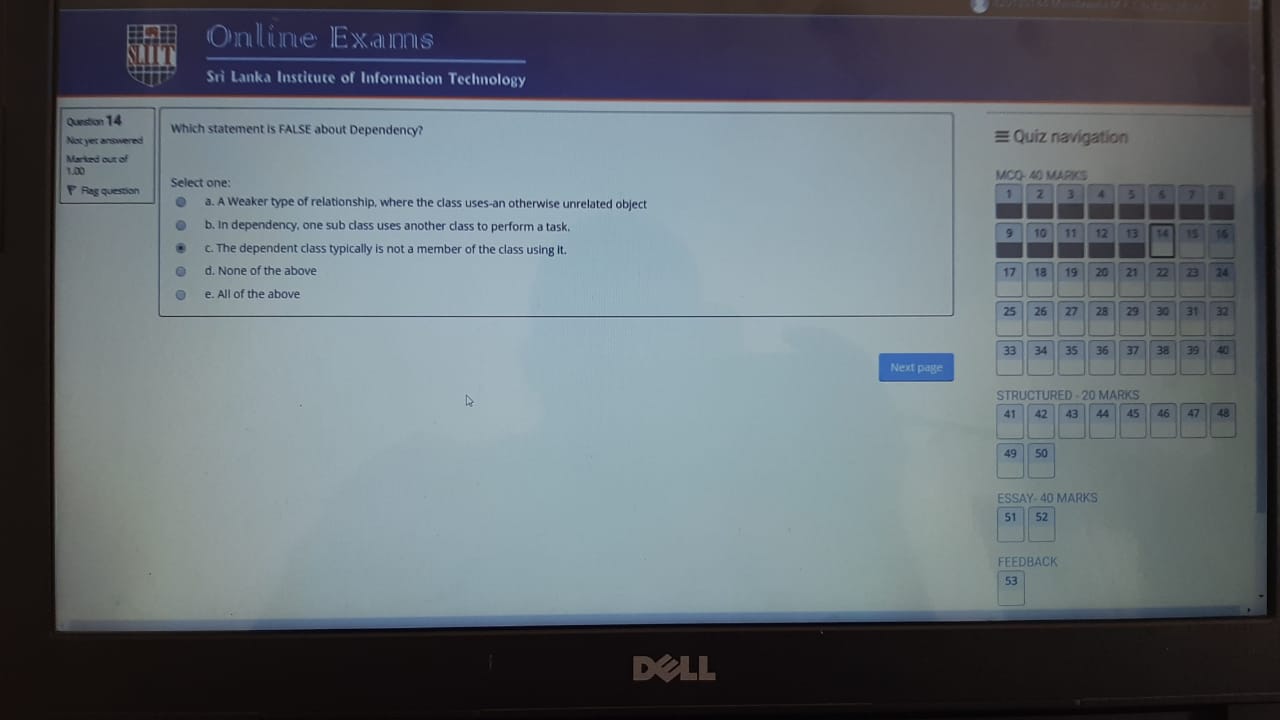 SLIIT
Online Exams
Sri Lanka Institute of Information Technology
Question 14
Not yet answered
Marked out of
1.00
Flag question
Which statement is FALSE about Dependency?
Select one:
a. A Weaker type of relationship, where the class uses-an otherwise unrelated object
b. In dependency, one sub class uses another class to perform a task.
c. The dependent class typically is not a member of the class using it.
d. None of the above
e. All of the above
Next page
Quiz navigation
MCQ- 40 MARKS
1 2 3 4 5 6 7 8
9 10 11 12 13 14 15 16
17 18 19 20 21 22 23 24
25 26 27 28 29 30 31 32
33 34 35 36 37 38 39 40
STRUCTURED - 20 MARKS
41 42 43 44 45 46 47 48
49 50
ESSAY- 40 MARKS
51 52
FEEDBACK
53
DELL